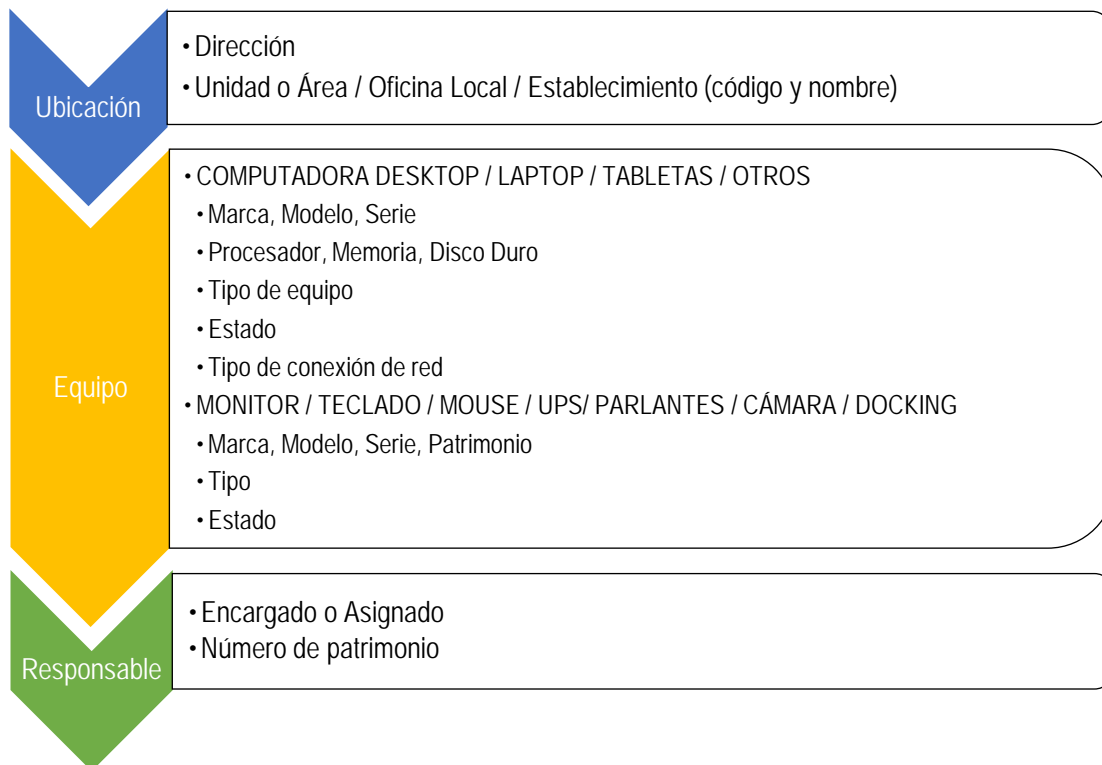 Ubicación
• Dirección
• Unidad o Área / Oficina Local / Establecimiento (código y nombre)
Equipo
• COMPUTADORA DESKTOP / LAPTOP / TABLETAS / OTROS
• Marca, Modelo, Serie
• Procesador, Memoria, Disco Duro
• Tipo de equipo
• Estado
• Tipo de conexión de red
• MONITOR / TECLADO / MOUSE / UPS/ PARLANTES / CÁMARA / DOCKING
• Marca, Modelo, Serie, Patrimonio
• Tipo
• Estado
Responsable
• Encargado o Asignado
• Número de patrimonio